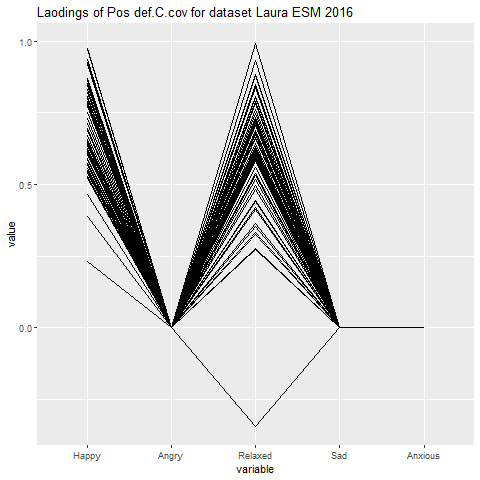 Laodings of Pos def.C.cov for dataset Laura ESM 2016
1.0
0.5
0.0
value
Happy Angry Relaxed Sad Anxious
variable